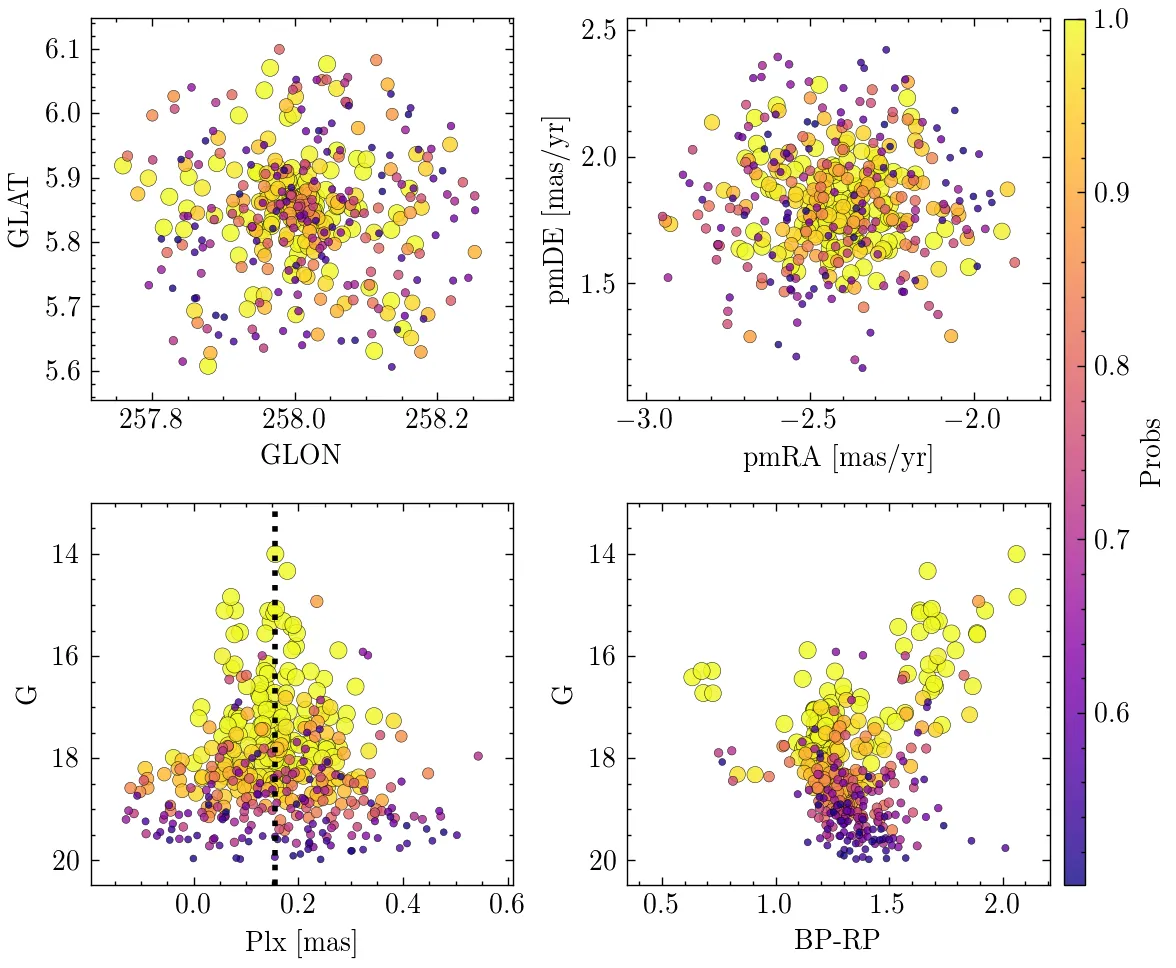 6.1
6.0
5.9
5.8
5.7
5.6
GLAT
257.8 258.0 258.2
GLON
2.5
2.0
1.5
pmDE [mas/yr]
−3.0 −2.5 −2.0
pmRA [mas/yr]
1.0
0.9
0.8
0.7
0.6
Probs
14
16
18
20
G
0.0 0.2 0.4 0.6
Plx [mas]
14
16
18
20
G
0.5 1.0 1.5 2.0
BP-RP